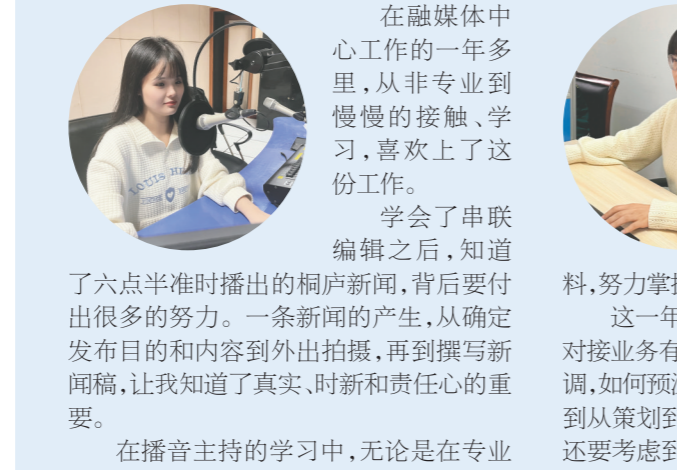 在融媒体中
心工作的一年多
里,从非专业到
慢慢的接触、学
习,喜欢上了这
份工作。
学会了串联
编辑之后,知道
了六点半准时播出的桐庐新闻,背后要付
出很多的努力。一条新闻的产生,从确定
发布目的和内容到外出拍摄,再到撰写新
闻稿,让我知道了真实、时新和责任心的重
要。
在播音主持的学习中,无论是在专业
LOUIS
料,努力掌
这一年
对接业务有
调,如何预
到从策划到
还要考虑到